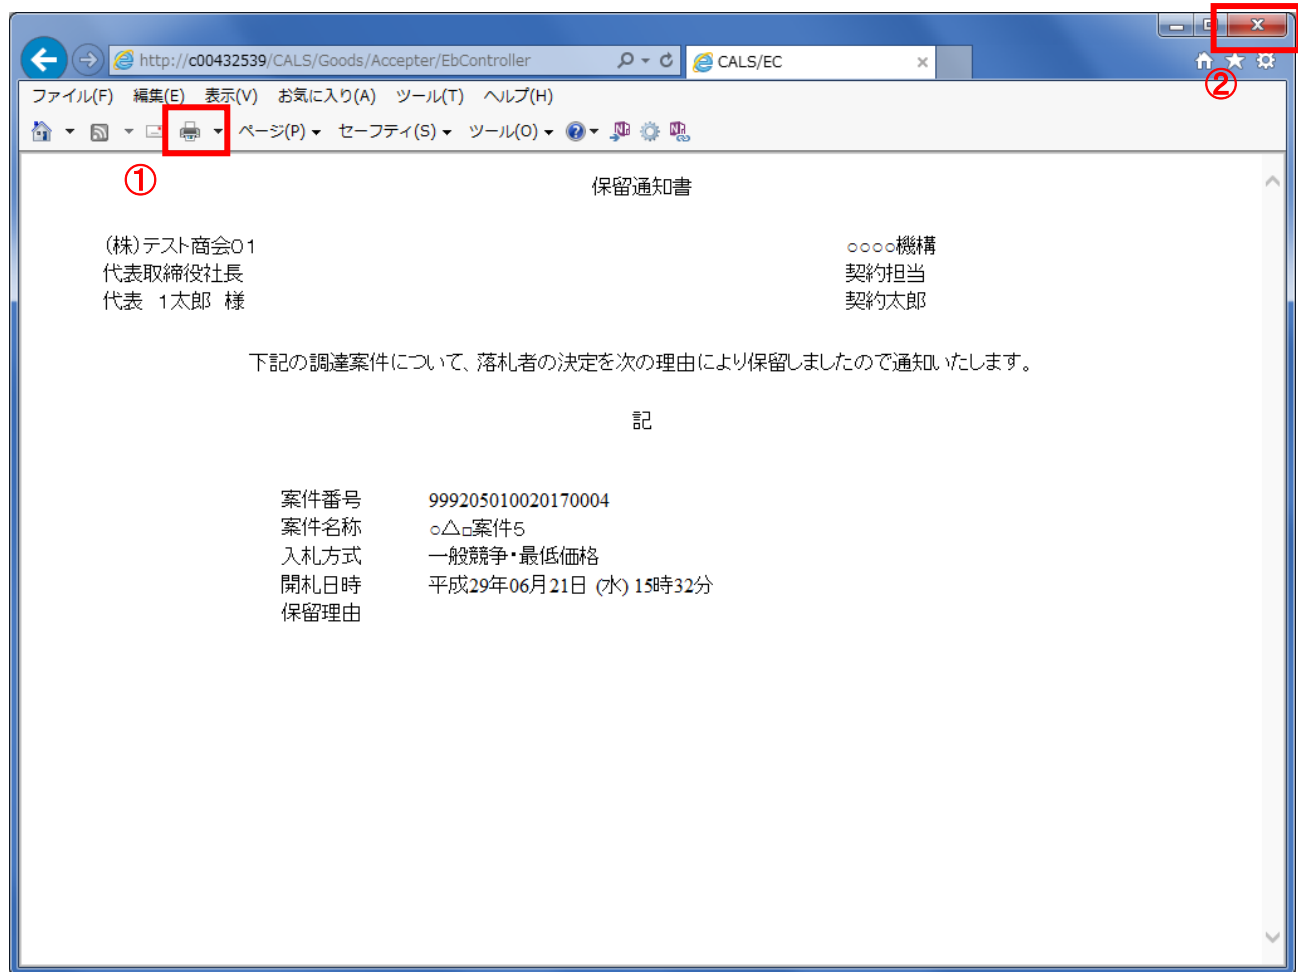 http://c00432539/CALS/Goods/Accepter/EbController
CALS/EC
②
ファイル(F) 編集(E) 表示(V) お気に入り(A) ツール(T) ヘルプ(H)
ページ(P) セーフティ(S) ツール(O)
①
保留通知書
(株)テスト商会01
○○○○機構
代表取締役社長
契約担当
代表 1太郎 様
契約太郎
下記の調達案件について、落札者の決定を次の理由により保留しましたので通知いたします。
記
案件番号 999205010020170004
案件名称 ○△□案件5
入札方式 一般競争・最低価格
開札日時 平成29年06月21日 (水) 15時32分
保留理由